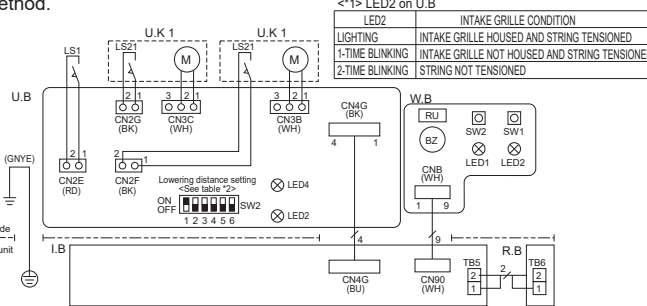 ethod.
<*1> LED2 on U.B
LED2 INTAKE GRILLE CONDITION
LIGHTING INTAKE GRILLE HOUSED AND STRING TENSIONED
1-TIME BLINKING INTAKE GRILLE NOT HOUSED AND STRING TENSIONE
2-TIME BLINKING STRING NOT TENSIONED
U.K 1 U.K 1
LS1 LS21 M LS21 M
U.B
2 1 3 2 1 3 2 1
CN2G (BK)
CN3C (WH)
CN3B (WH)
CN4G (BK)
4 1
W.B
RU
BZ
SW2 SW1
LED1 LED2
CNB (WH)
1 9
(GNYE)
2 1 2 1
CN2E (RD)
CN2F (BK)
Lowering distance setting
<See table *2>
ON
OFF
SW2
1 2 3 4 5 6
LED4
LED2
de
unit
I.B
4 9
CN4G (BU)
CN90 (WH)
TB5
2
1
2
R.B
TB6
2
1